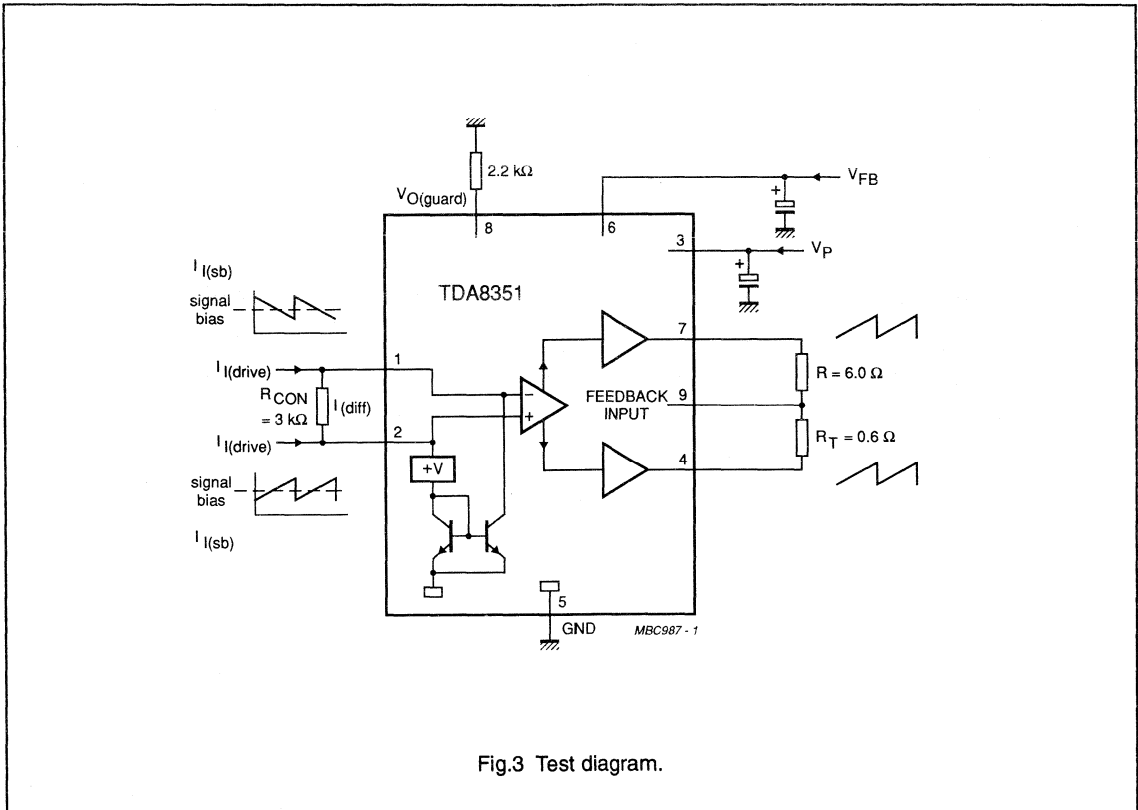 2.2 kΩ
V_O(guard)
8
6
V_FB
+
3
V_P
+
I_I(sb)
signal
bias
TDA8351
7
1
I_I(drive)
R_CON
= 3 kΩ
I_(diff)
−
+
FEEDBACK
INPUT
9
R = 6.0 Ω
2
I_I(drive)
R_T = 0.6 Ω
+V
4
signal
bias
I_I(sb)
5
GND
MBC987 - 1
Fig.3 Test diagram.